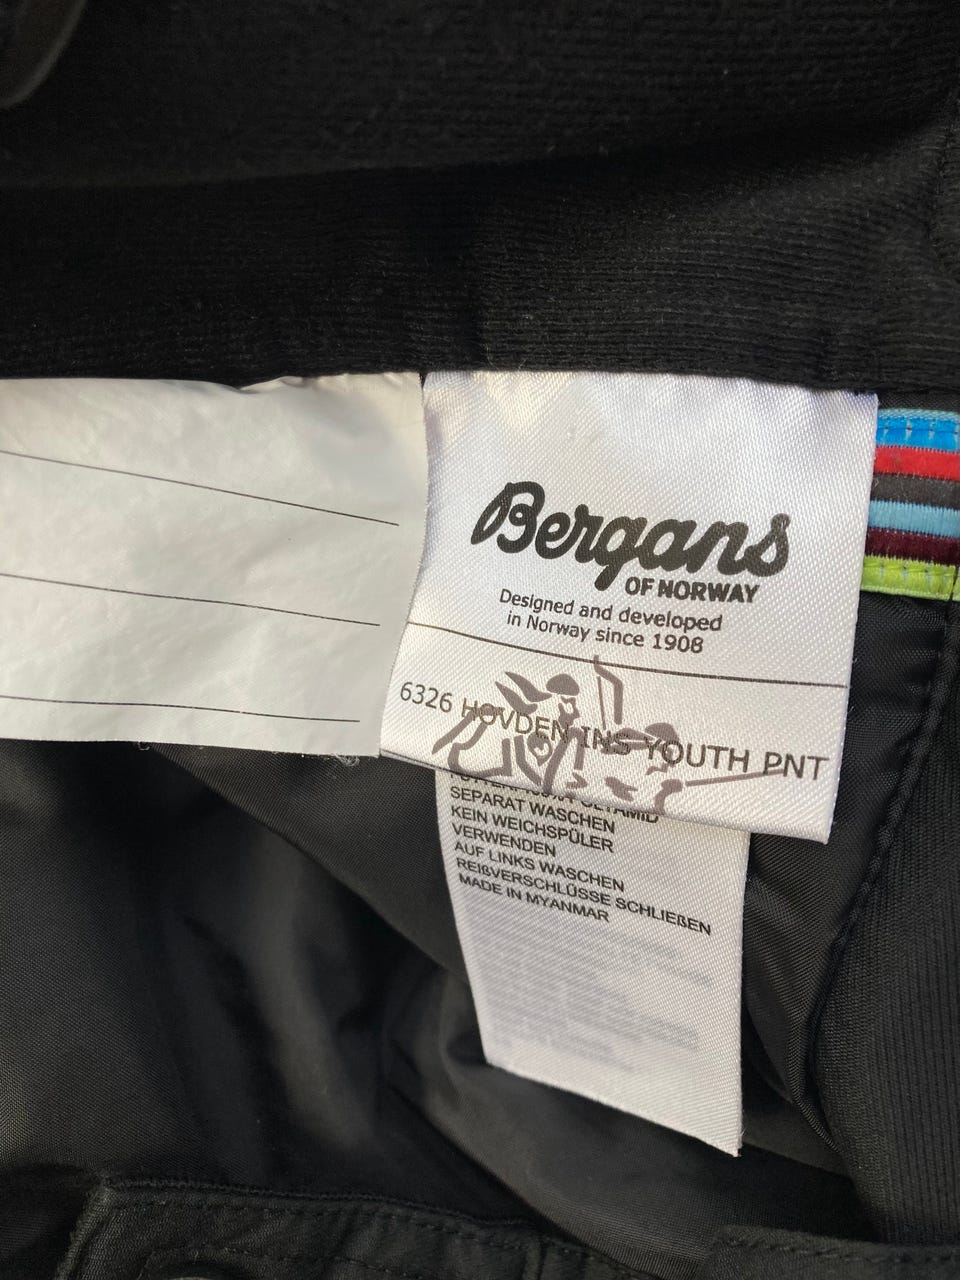 Bergans
OF NORWAY
Designed and developed
in Norway since 1908
6326 HOVDEN INS YOUTH PNT
SEPARAT WASCHEN
KEIN WEICHSPÜLER
VERWENDEN
AUF LINKS WASCHEN
REIßVERSCHLÜSSE SCHLIEßEN
MADE IN MYANMAR